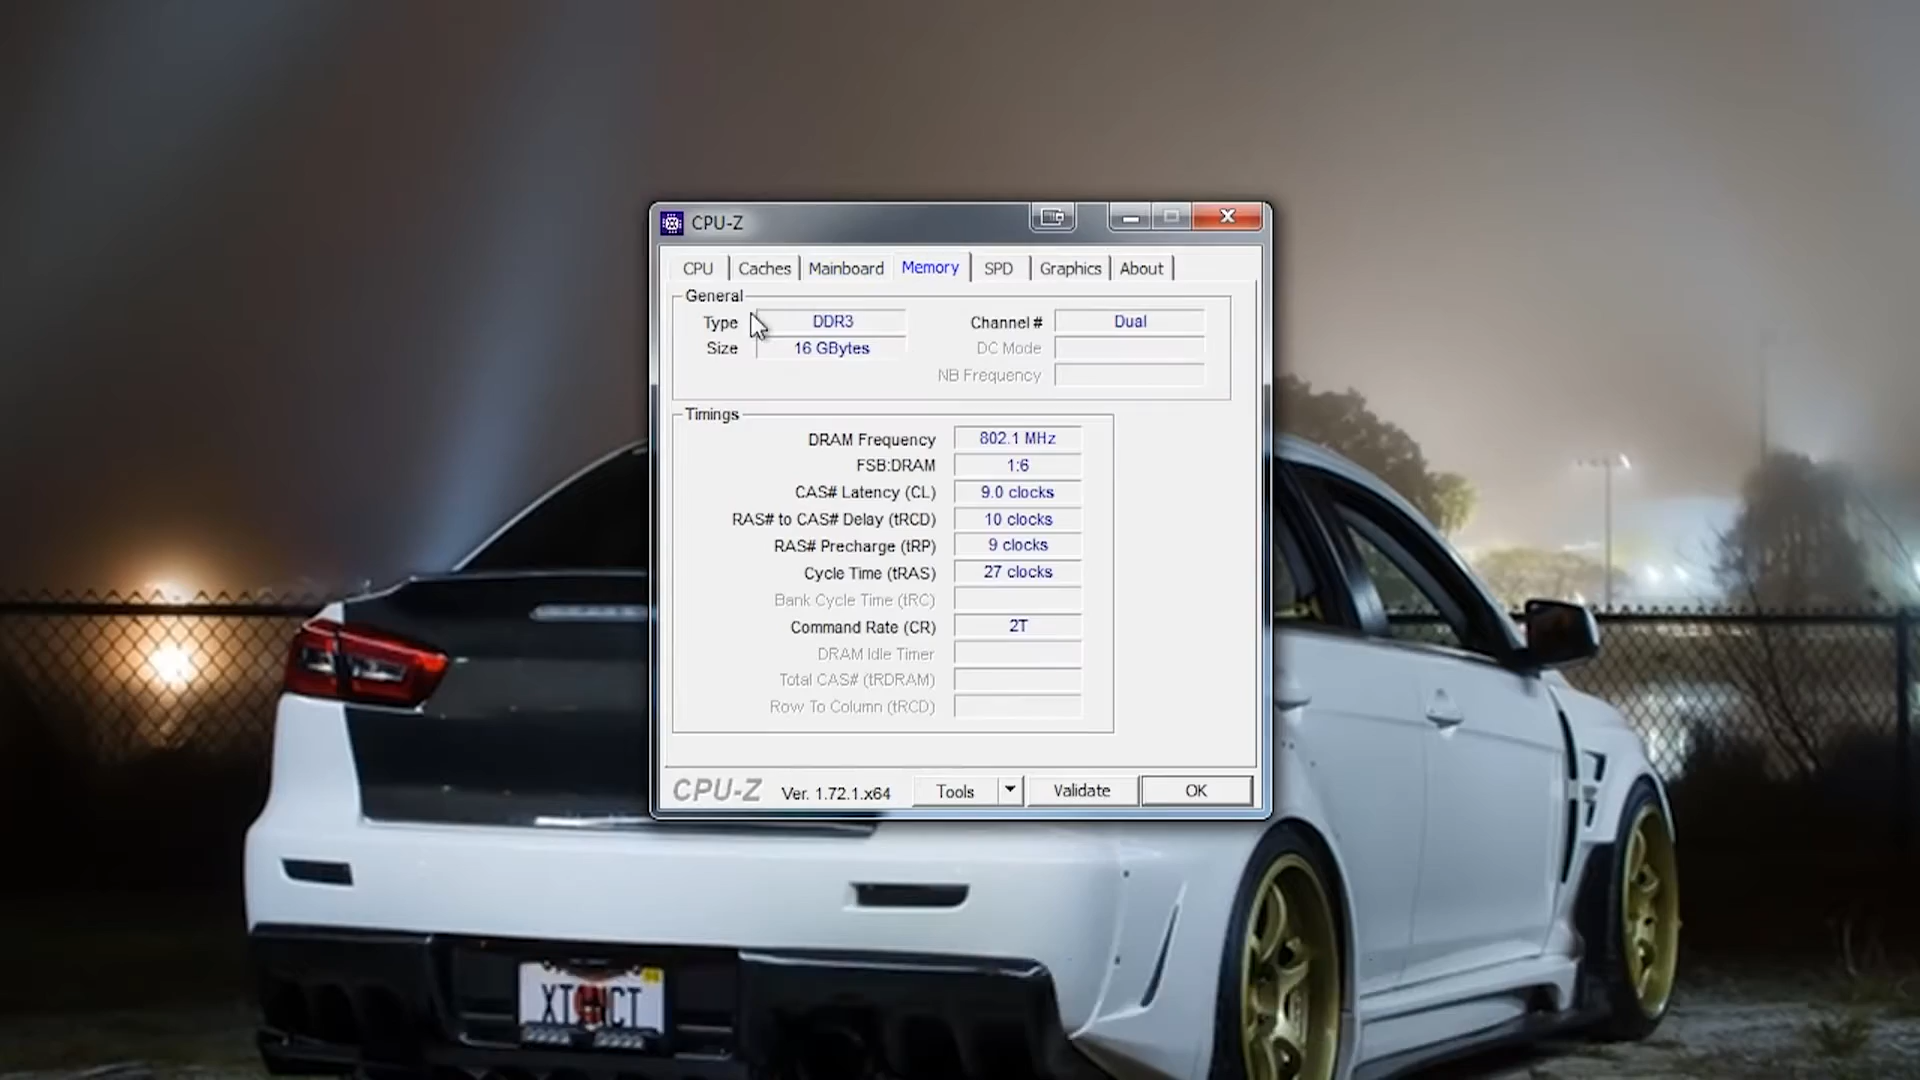 CPU-Z
CPU Caches Mainboard Memory SPD Graphics About
General
Type DDR3 Channel # Dual
Size 16 GBytes DC Mode
NB Frequency
Timings
DRAM Frequency 802.1 MHz
FSB:DRAM 1:6
CAS# Latency (CL) 9.0 clocks
RAS# to CAS# Delay (tRCD) 10 clocks
RAS# Precharge (tRP) 9 clocks
Cycle Time (tRAS) 27 clocks
Bank Cycle Time (tRC)
Command Rate (CR) 2T
DRAM Idle Timer
Total CAS# (tRDRAM)
Row To Column (tRCD)
CPU-Z Ver. 1.72.1.x64 Tools Validate OK